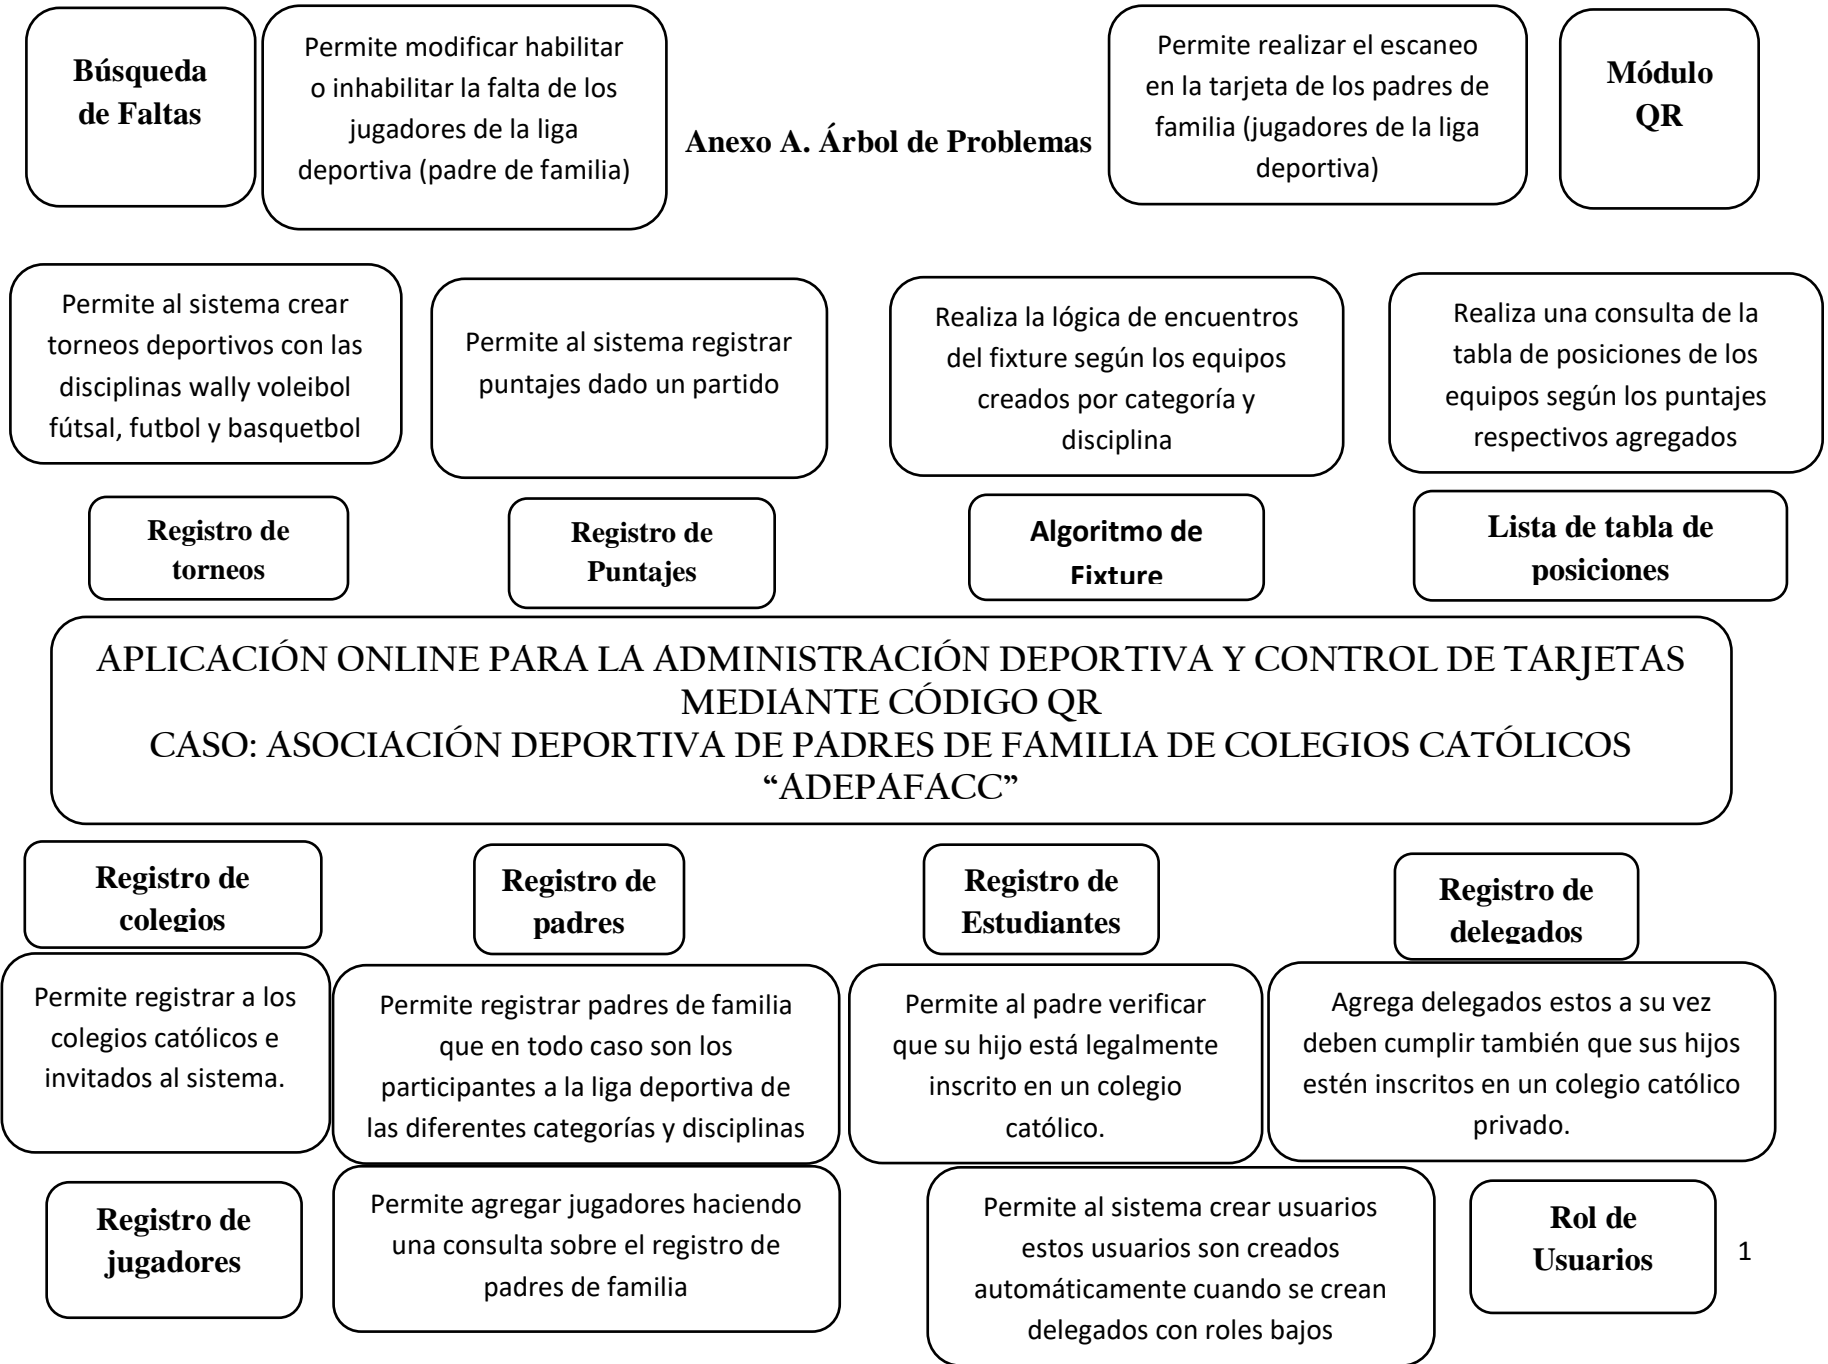 Búsqueda
de Faltas
Permite modificar habilitar
o inhabilitar la falta de los
jugadores de la liga
deportiva (padre de familia)
Anexo A. Árbol de Problemas
Permite realizar el escaneo
en la tarjeta de los padres de
familia (jugadores de la liga
deportiva)
Módulo
QR
Permite al sistema crear
torneos deportivos con las
disciplinas wally voleibol
fútsal, futbol y basquetbol
Permite al sistema registrar
puntajes dado un partido
Realiza la lógica de encuentros
del fixture según los equipos
creados por categoría y
disciplina
Realiza una consulta de la
tabla de posiciones de los
equipos según los puntajes
respectivos agregados
Registro de
torneos
Registro de
Puntajes
Algoritmo de
Fixture
Lista de tabla de
posiciones
APLICACIÓN ONLINE PARA LA ADMINISTRACIÓN DEPORTIVA Y CONTROL DE TARJETAS
MEDIANTE CÓDIGO QR
CASO: ASOCIACIÓN DEPORTIVA DE PADRES DE FAMILIA DE COLEGIOS CATÓLICOS
“ADEPAFACC”
Registro de
colegios
Registro de
padres
Registro de
Estudiantes
Registro de
delegados
Permite registrar a los
colegios católicos e
invitados al sistema.
Permite registrar padres de familia
que en todo caso son los
participantes a la liga deportiva de
las diferentes categorías y disciplinas
Permite al padre verificar
que su hijo está legalmente
inscrito en un colegio
católico.
Agrega delegados estos a su vez
deben cumplir también que sus hijos
estén inscritos en un colegio católico
privado.
Registro de
jugadores
Permite agregar jugadores haciendo
una consulta sobre el registro de
padres de familia
Permite al sistema crear usuarios
estos usuarios son creados
automáticamente cuando se crean
delegados con roles bajos
Rol de
Usuarios
1